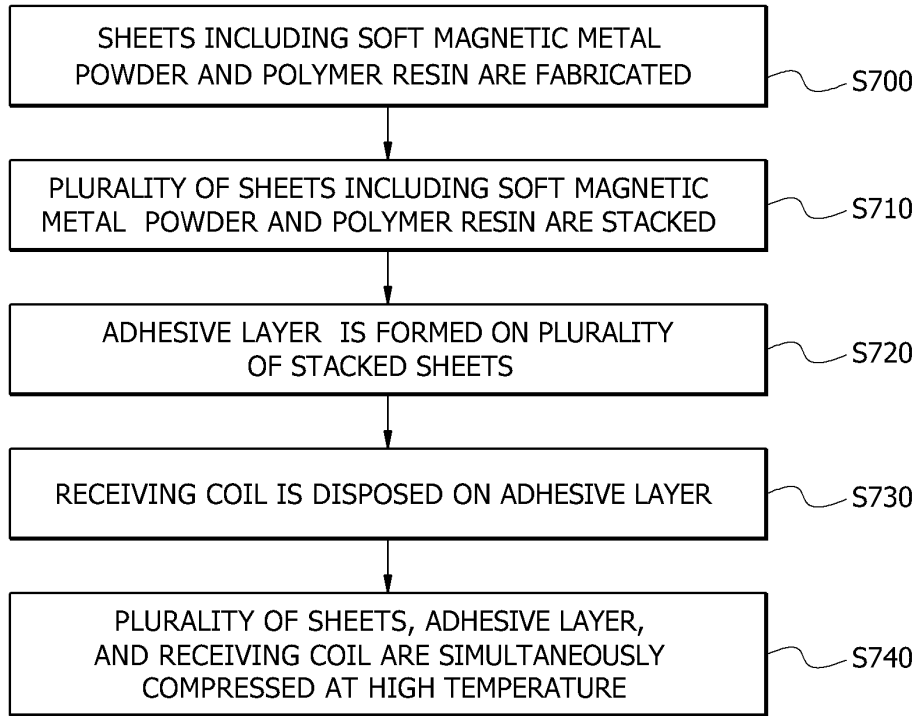 SHEETS INCLUDING SOFT MAGNETIC METAL
POWDER AND POLYMER RESIN ARE FABRICATED
S700
PLURALITY OF SHEETS INCLUDING SOFT MAGNETIC
METAL POWDER AND POLYMER RESIN ARE STACKED
S710
ADHESIVE LAYER IS FORMED ON PLURALITY
OF STACKED SHEETS
S720
RECEIVING COIL IS DISPOSED ON ADHESIVE LAYER
S730
PLURALITY OF SHEETS, ADHESIVE LAYER,
AND RECEIVING COIL ARE SIMULTANEOUSLY
COMPRESSED AT HIGH TEMPERATURE
S740